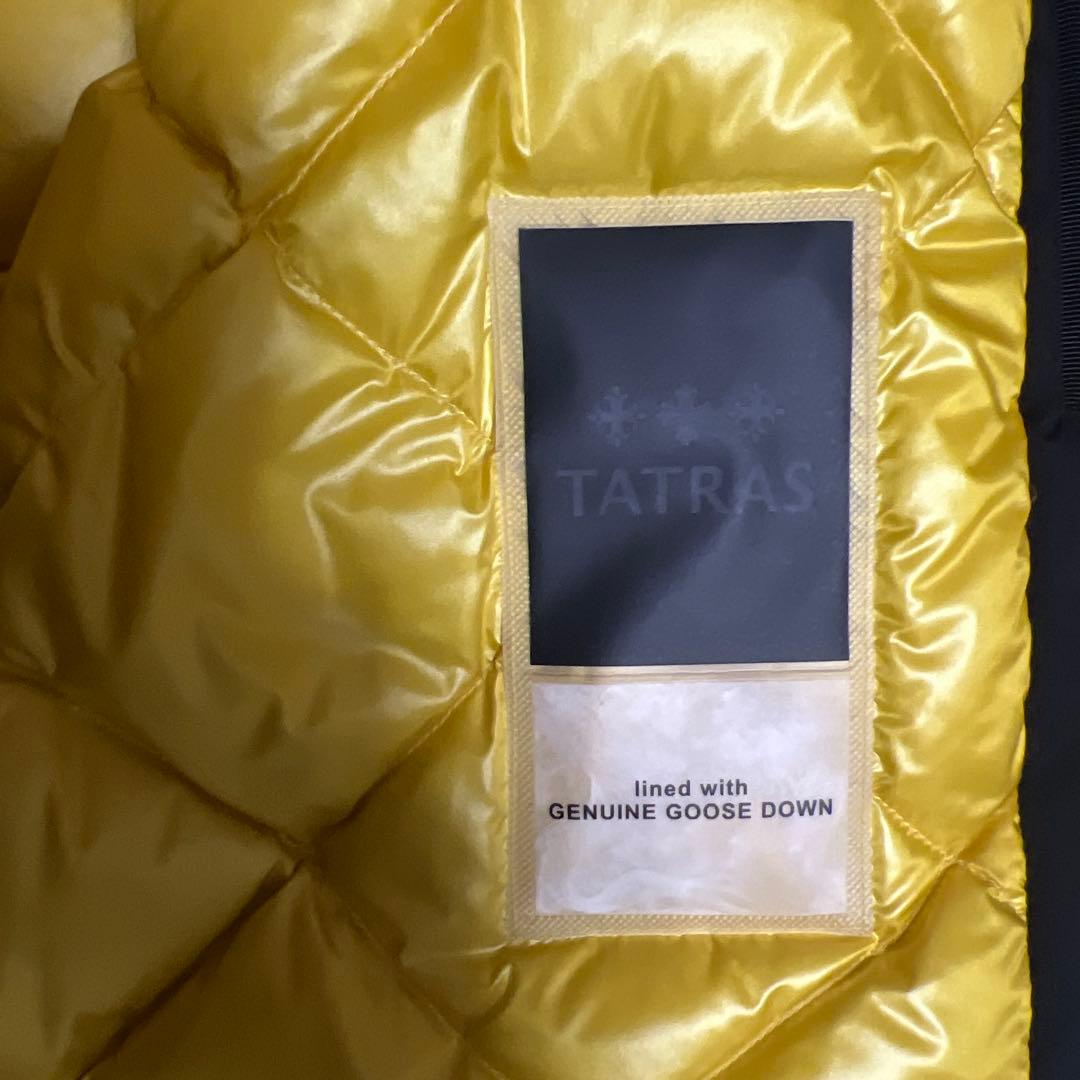 TATRAS
lined with
GENUINE GOOSE DOWN